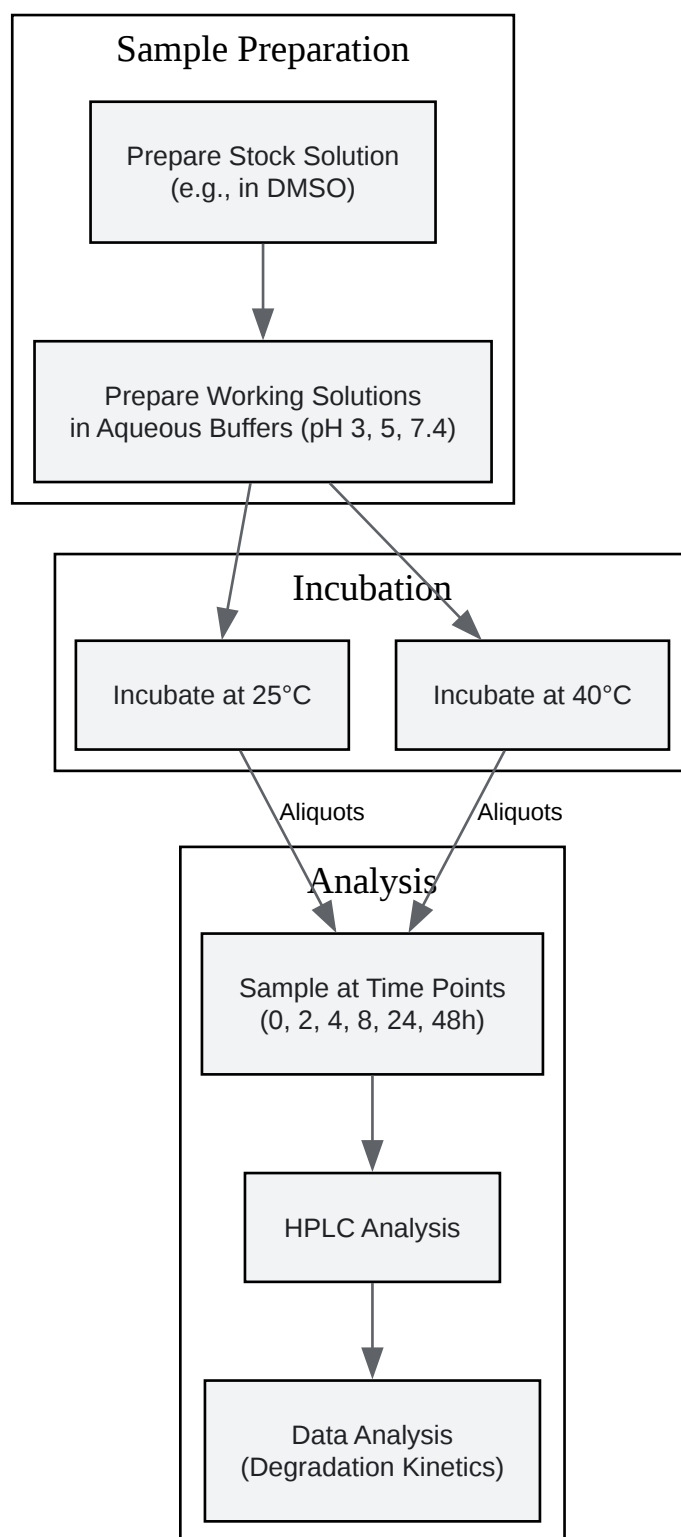 Sample Preparation
Prepare Stock Solution
(e.g., in DMSO)
Prepare Working Solutions
in Aqueous Buffers (pH 3, 5, 7.4)
Incubation
Incubate at 25°C
Incubate at 40°C
Aliquots
Aliquots
Analysis
Sample at Time Points
(0, 2, 4, 8, 24, 48h)
HPLC Analysis
Data Analysis
(Degradation Kinetics)